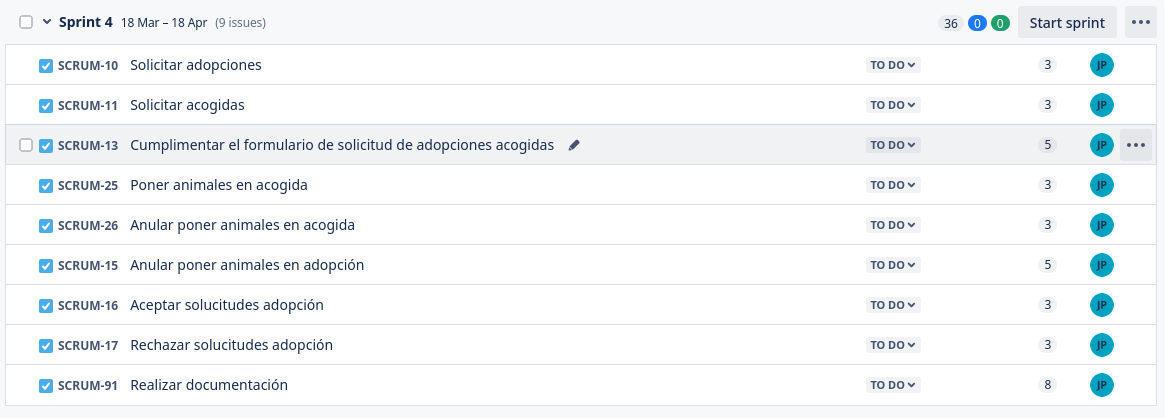 Sprint 4 18 Mar – 18 Apr (9 issues) 36 0 0 Start sprint
SCRUM-10 Solicitar adopciones TO DO 3 JP
SCRUM-11 Solicitar acogidas TO DO 3 JP
SCRUM-13 Cumplimentar el formulario de solicitud de adopciones acogidas TO DO 5 JP
SCRUM-25 Poner animales en acogida TO DO 3 JP
SCRUM-26 Anular poner animales en acogida TO DO 3 JP
SCRUM-15 Anular poner animales en adopción TO DO 5 JP
SCRUM-16 Aceptar solucitudes adopción TO DO 3 JP
SCRUM-17 Rechazar solucitudes adopción TO DO 3 JP
SCRUM-91 Realizar documentación TO DO 8 JP